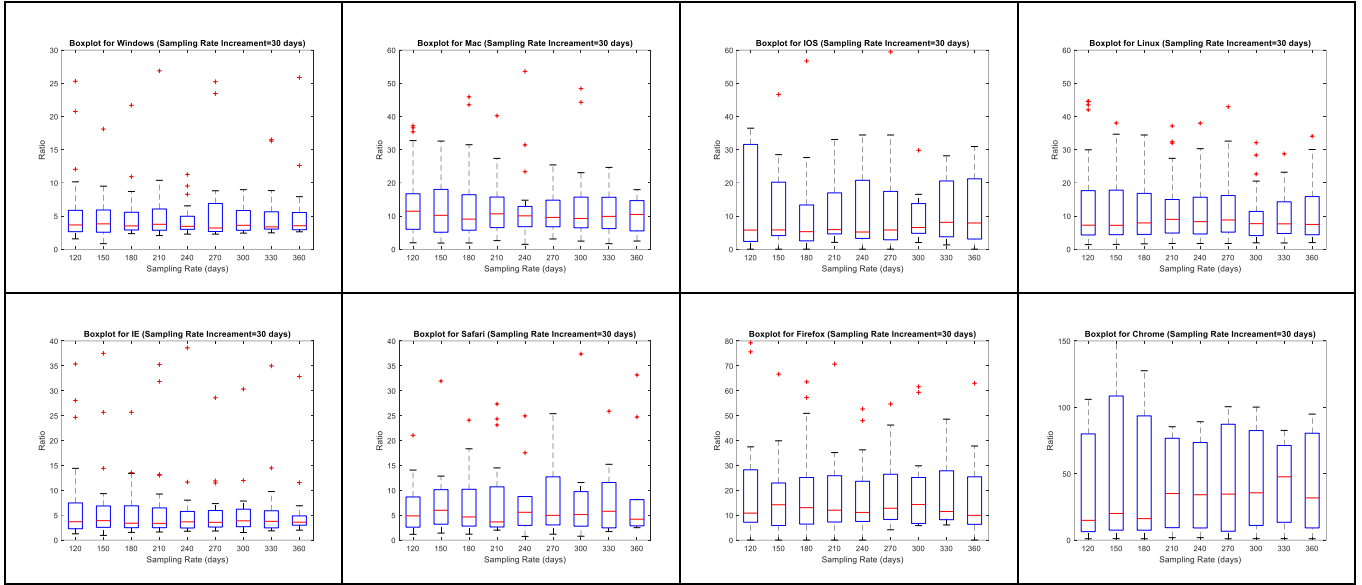 Boxplot for Windows (Sampling Rate Increament=30 days)
30
25
20
15
10
5
0
Ratio
120 150 180 210 240 270 300 330 360
Sampling Rate (days)
Boxplot for Mac (Sampling Rate Increament=30 days)
60
50
40
30
20
10
0
Ratio
120 150 180 210 240 270 300 330 360
Sampling Rate (days)
Boxplot for IOS (Sampling Rate Increament=30 days)
60
50
40
30
20
10
0
Ratio
120 150 180 210 240 270 300 330 360
Sampling Rate (days)
Boxplot for Linux (Sampling Rate Increament=30 days)
60
50
40
30
20
10
0
Ratio
120 150 180 210 240 270 300 330 360
Sampling Rate (days)
Boxplot for IE (Sampling Rate Increament=30 days)
40
35
30
25
20
15
10
5
0
Ratio
120 150 180 210 240 270 300 330 360
Sampling Rate (days)
Boxplot for Safari (Sampling Rate Increament=30 days)
40
35
30
25
20
15
10
5
0
Ratio
120 150 180 210 240 270 300 330 360
Sampling Rate (days)
Boxplot for Firefox (Sampling Rate Increament=30 days)
80
70
60
50
40
30
20
10
0
Ratio
120 150 180 210 240 270 300 330 360
Sampling Rate (days)
Boxplot for Chrome (Sampling Rate Increament=30 days)
150
100
50
0
Ratio
120 150 180 210 240 270 300 330 360
Sampling Rate (days)